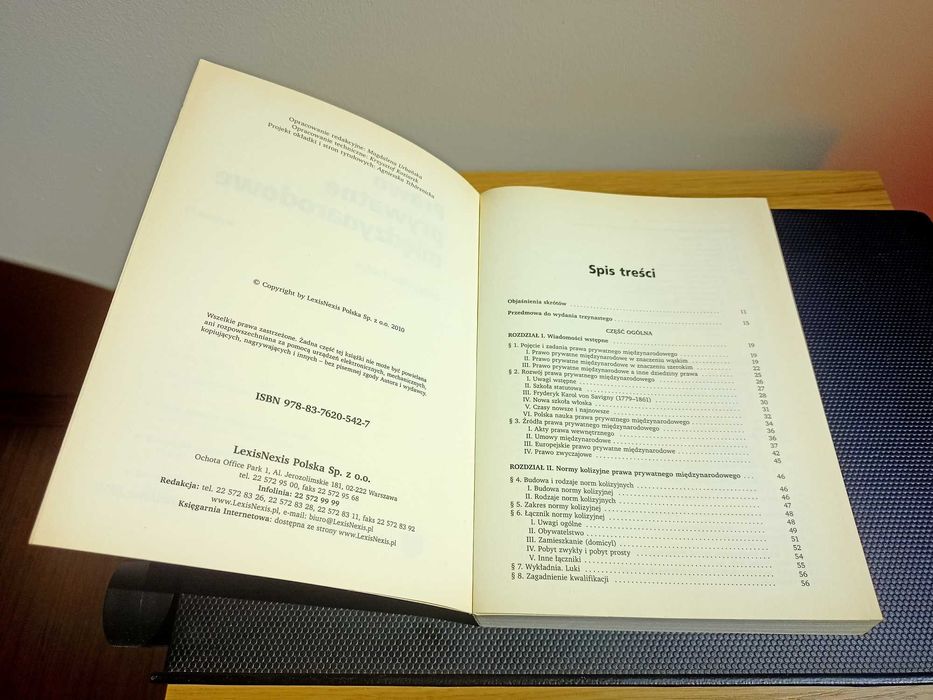 Opracowanie redakcyjne: Magdalena Urbańska
Opracowanie techniczne: Krzysztof Koziarek
Projekt okładki i stron tytułowych: Agnieszka Tchórznicka
© Copyright by LexisNexis Polska Sp. z o.o. 2010
Wszelkie prawa zastrzeżone. Żadna część tej książki nie może być powielana
ani rozpowszechniana za pomocą urządzeń elektronicznych, mechanicznych,
kopiujących, nagrywających i innych – bez pisemnej zgody Autora i wydawcy.
ISBN 978-83-7620-542-7
LexisNexis Polska Sp. z o.o.
Ochota Office Park 1, Al. Jerozolimskie 181, 02-222 Warszawa
tel. 22 572 95 00, faks 22 572 95 68
Infolinia: 22 572 99 99
Redakcja: tel. 22 572 83 26, 22 572 83 28, 22 572 83 11, faks 22 572 83 92
www.LexisNexis.pl, e-mail: biuro@LexisNexis.pl
Księgarnia Internetowa: dostępna ze strony www.LexisNexis.pl
Spis treści
Objaśnienia skrótów 11
Przedmowa do wydania trzynastego 15
CZĘŚĆ OGÓLNA
ROZDZIAŁ I. Wiadomości wstępne 19
§ 1. Pojęcie i zadania prawa prywatnego międzynarodowego 19
I. Prawo prywatne międzynarodowe w znaczeniu wąskim 19
II. Prawo prywatne międzynarodowe w znaczeniu szerokim 22
III. Prawo prywatne międzynarodowe a inne dziedziny prawa 25
§ 2. Rozwój prawa prywatnego międzynarodowego 26
I. Uwagi wstępne 27
II. Szkoła statutowa 28
III. Fryderyk Karol von Savigny (1779–1861) 30
IV. Nowa szkoła włoska 31
V. Czasy nowsze i najnowsze 32
VI. Polska nauka prawa prywatnego międzynarodowego 34
§ 3. Źródła prawa prywatnego międzynarodowego 36
I. Akty prawa wewnętrznego 36
II. Umowy międzynarodowe 37
III. Europejskie prawo prywatne międzynarodowe 42
IV. Prawo zwyczajowe 45
ROZDZIAŁ II. Normy kolizyjne prawa prywatnego międzynarodowego 46
§ 4. Budowa i rodzaje norm kolizyjnych 46
I. Budowa normy kolizyjnej 46
II. Rodzaje norm kolizyjnych 47
§ 5. Zakres normy kolizyjnej 48
§ 6. Łącznik normy kolizyjnej 48
I. Uwagi ogólne 49
II. Obywatelstwo 51
III. Zamieszkanie (domicyl) 52
IV. Pobyt zwykły i pobyt prosty 54
V. Inne łączniki 55
§ 7. Wykładnia. Luki 56
§ 8. Zagadnienie kwalifikacji 56